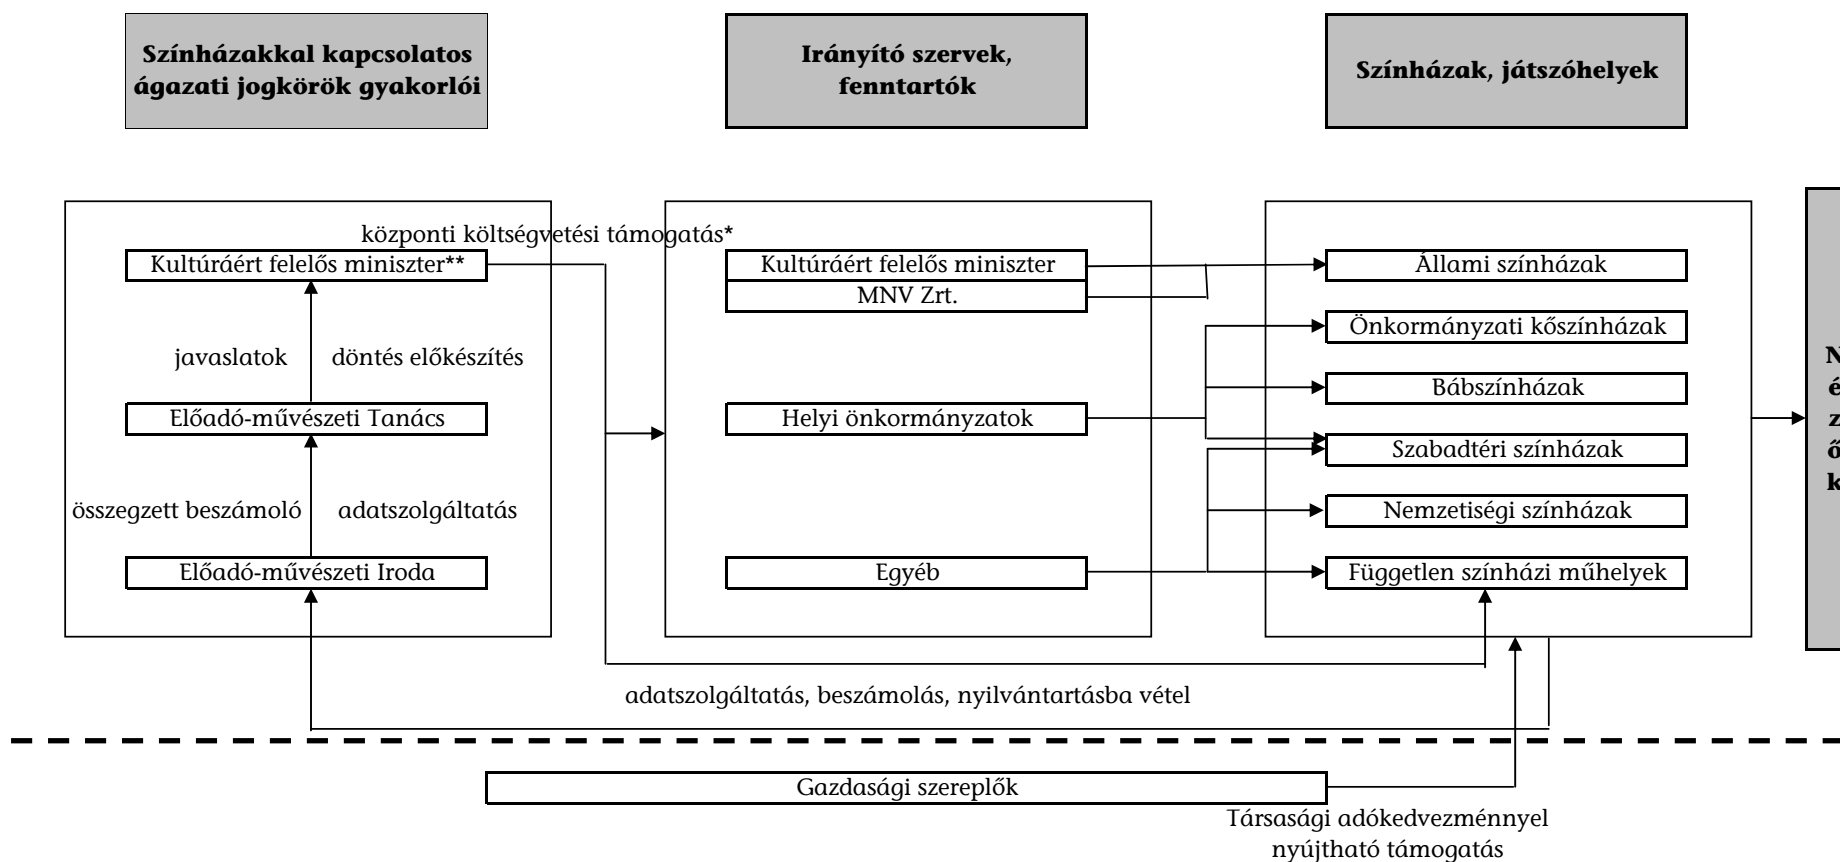 Színházakkal kapcsolatos
ágazati jogkörök gyakorlói
Irányító szervek,
fenntartók
Színházak, játszóhelyek
központi költségvetési támogatás*
Kultúráért felelős miniszter**
javaslatok
döntés előkészítés
Előadó-művészeti Tanács
összegzett beszámoló
adatszolgáltatás
Előadó-művészeti Iroda
Kultúráért felelős miniszter
MNV Zrt.
Helyi önkormányzatok
Egyéb
Állami színházak
Önkormányzati kőszínházak
Bábszínházak
Szabadtéri színházak
Nemzetiségi színházak
Független színházi műhelyek
N
é
z
ő
k
adatszolgáltatás, beszámolás, nyilvántartásba vétel
Gazdasági szereplők
Társasági adókedvezménnyel
nyújtható támogatás